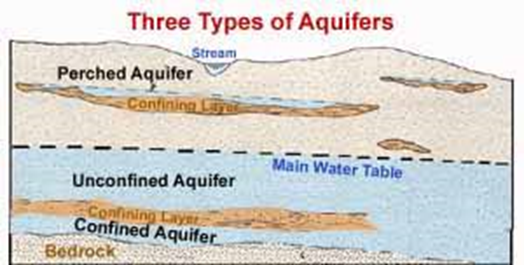 Three Types of Aquifers
Stream
Perched Aquifer
Confining Layer
Main Water Table
Unconfined Aquifer
Confining Layer
Confined Aquifer
Bedrock